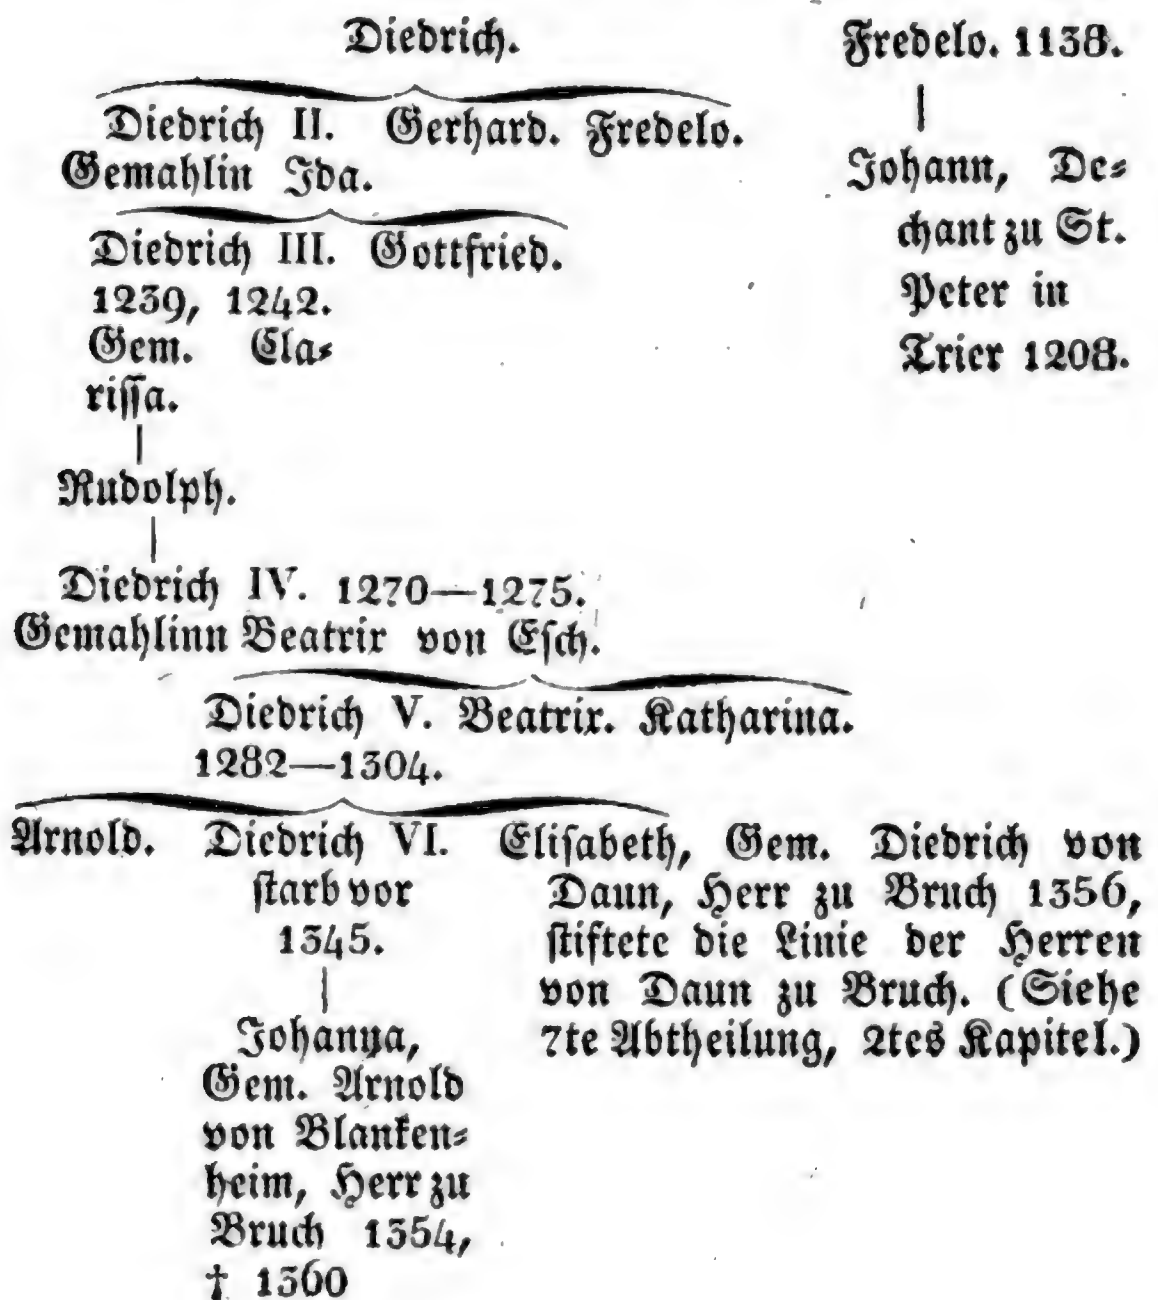 Diedrich.
Diedrich II. Gerhard. Fredelo.
Gemahlin Ida.
Diedrich III. Gottfried.
1239, 1242.
Gem. Cla⸗
rissa.
Rudolph.
Diedrich IV. 1270—1275.
Gemahlinn Beatrix von Esch.
Diedrich V. Beatrix. Katharina.
1282—1304.
Arnold. Diedrich VI.
starb vor
1345.
Johanna,
Gem. Arnold
von Blanken⸗
heim, Herr zu
Bruch 1354,
† 1360
Elisabeth, Gem. Diedrich von
Daun, Herr zu Bruch 1356,
stiftete die Linie der Herren
von Daun zu Bruch. (Siehe
7te Abtheilung, 2tes Kapitel.)
Fredelo. 1138.
Johann, De⸗
chant zu St.
Peter in
Trier 1208.